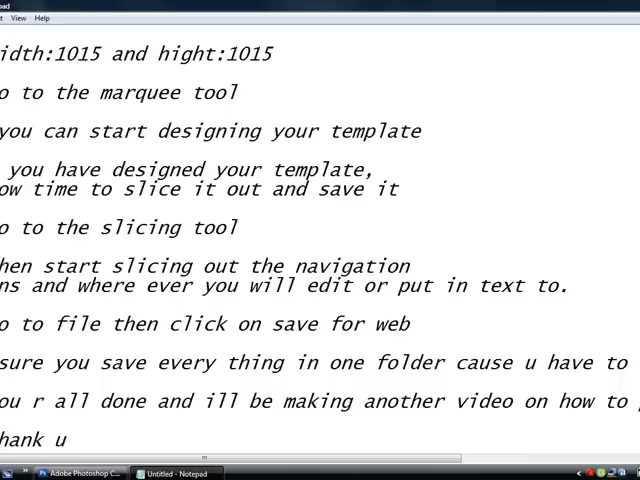 View Help
idth:1015 and hight:1015
o to the marquee tool
you can start designing your template
you have designed your template,
ow time to slice it out and save it
o to the slicing tool
hen start slicing out the navigation
ns and where ever you will edit or put in text to.
o to file then click on save for web
sure you save every thing in one folder cause u have to
ou r all done and ill be making another video on how to
hank u
Adobe Photoshop C... Untitled - Notepad